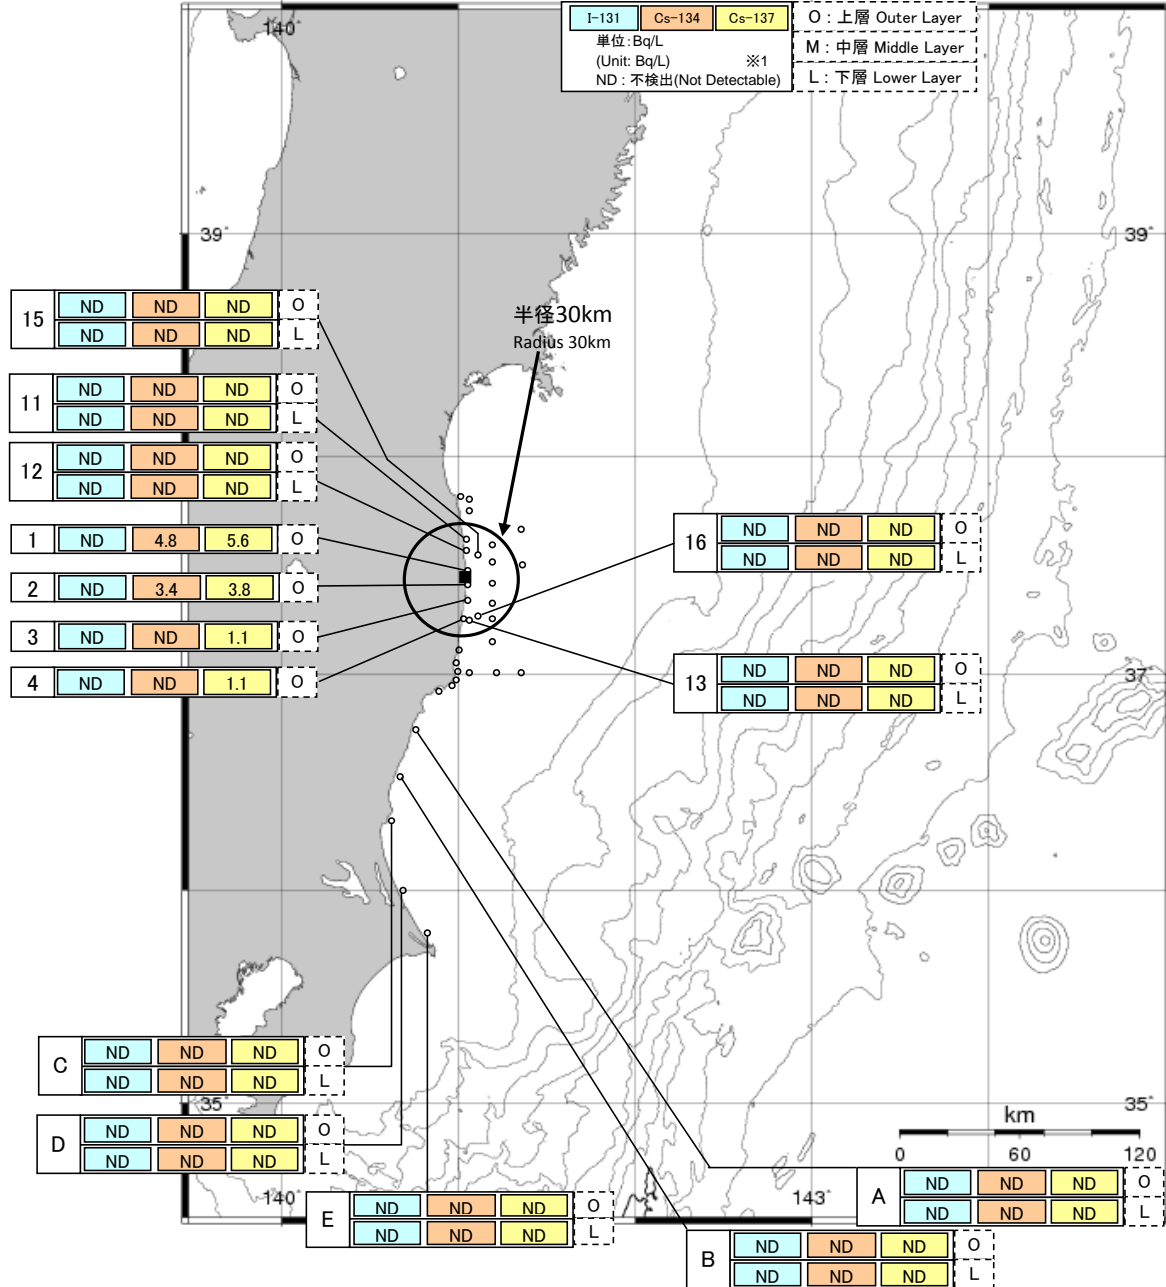 I-131 Cs-134 Cs-137
単位:Bq/L
(Unit: Bq/L) ※1
ND : 不検出(Not Detectable)
O : 上層 Outer Layer
M : 中層 Middle Layer
L : 下層 Lower Layer
140°
39° 39°
半径30km
Radius 30km
15 ND ND ND O
ND ND ND L
11 ND ND ND O
ND ND ND L
12 ND ND ND O
ND ND ND L
1 ND 4.8 5.6 O
2 ND 3.4 3.8 O
3 ND ND 1.1 O
4 ND ND 1.1 O
16 ND ND ND O
ND ND ND L
13 ND ND ND O
ND ND ND L
37°
C ND ND ND O
ND ND ND L
35° 35°
D ND ND ND O
ND ND ND L
km
0 60 120
140° 143°
A ND ND ND O
ND ND ND L
E ND ND ND O
ND ND ND L
B ND ND ND O
ND ND ND L